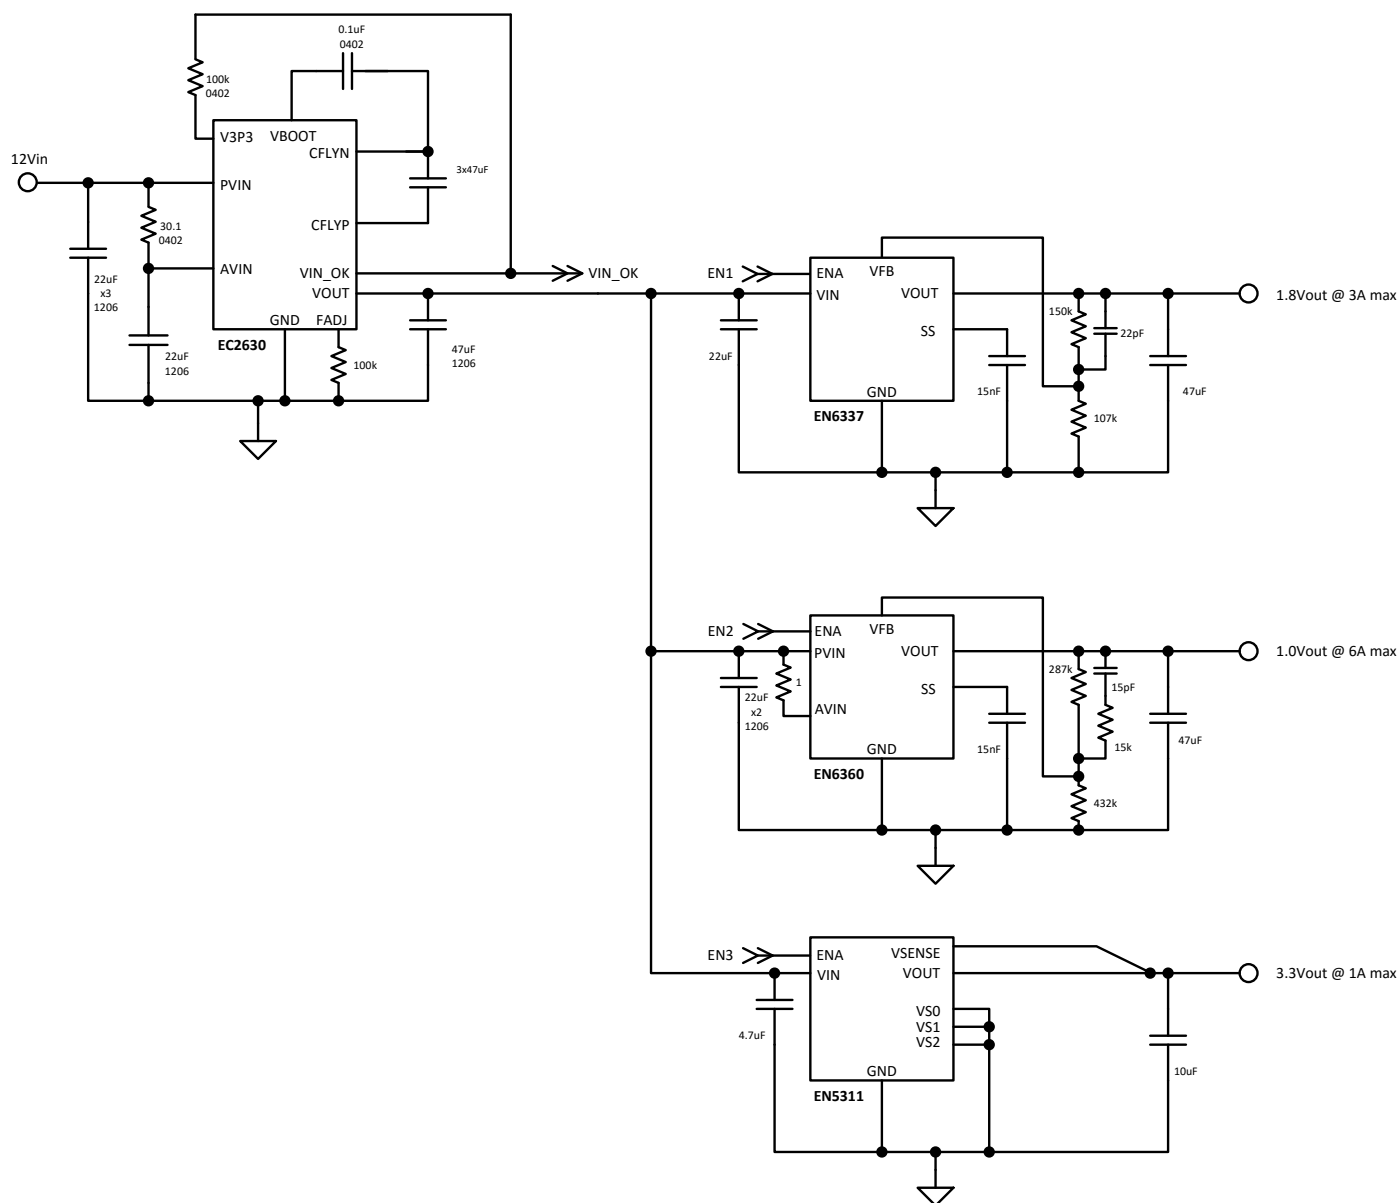 0.1uF
0402
100k
0402
V3P3
VBOOT
CFLYN
12Vin
PVIN
3x47uF
30.1
0402
CFLYP
AVIN
VIN_OK
VIN_OK
VOUT
22uF
x3
1206
GND
FADJ
EC2630
22uF
1206
100k
47uF
1206
EN1
ENA
VFB
VIN
VOUT
1.8Vout @ 3A max
150k
22pF
SS
22uF
15nF
47uF
GND
107k
EN6337
EN2
ENA
VFB
PVIN
VOUT
1.0Vout @ 6A max
287k
15pF
1
SS
22uF
x2
1206
AVIN
15k
47uF
GND
15nF
EN6360
432k
EN3
ENA
VSENSE
VIN
VOUT
3.3Vout @ 1A max
VS0
VS1
VS2
4.7uF
GND
10uF
EN5311